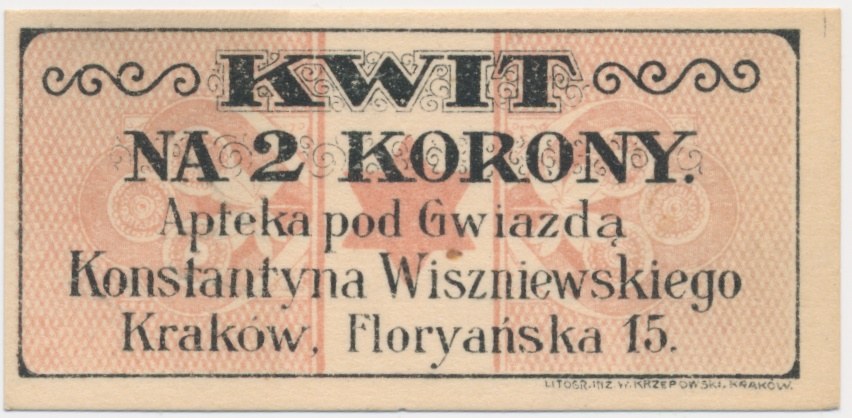 KWIT
NA 2 KORONY.
Apteka pod Gwiazdą
Konstantyna Wiszniewskiego
Kraków, Floryańska 15.
LITOGR. INŻ W. KRZEPOWSKI, KRAKÓW.